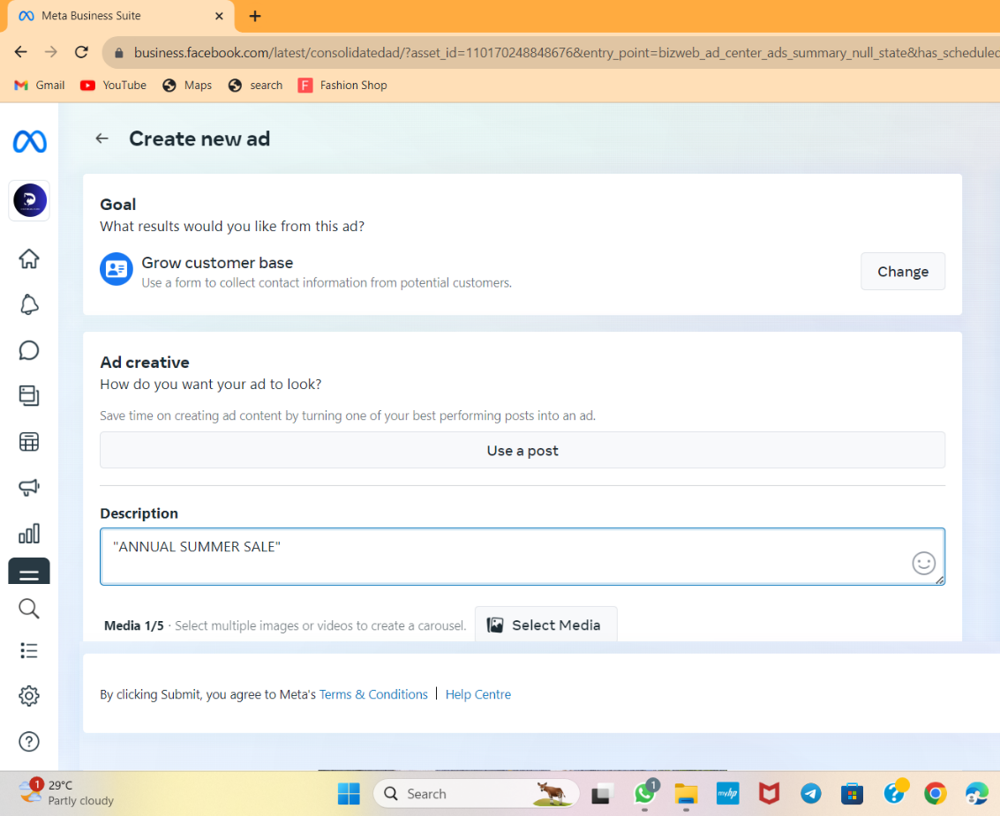 Meta Business Suite
business.facebook.com/latest/consolidatedad/?asset_id=110170248848676&entry_point=bizweb_ad_center_ads_summary_null_state&has_scheduled
Gmail YouTube Maps search F Fashion Shop
Create new ad
Goal
What results would you like from this ad?
Grow customer base
Use a form to collect contact information from potential customers.
Change
Ad creative
How do you want your ad to look?
Save time on creating ad content by turning one of your best performing posts into an ad.
Use a post
Description
"ANNUAL SUMMER SALE"
Media 1/5 · Select multiple images or videos to create a carousel. Select Media
By clicking Submit, you agree to Meta's Terms & Conditions | Help Centre
1 29°C
Partly cloudy
Search
1
myhp